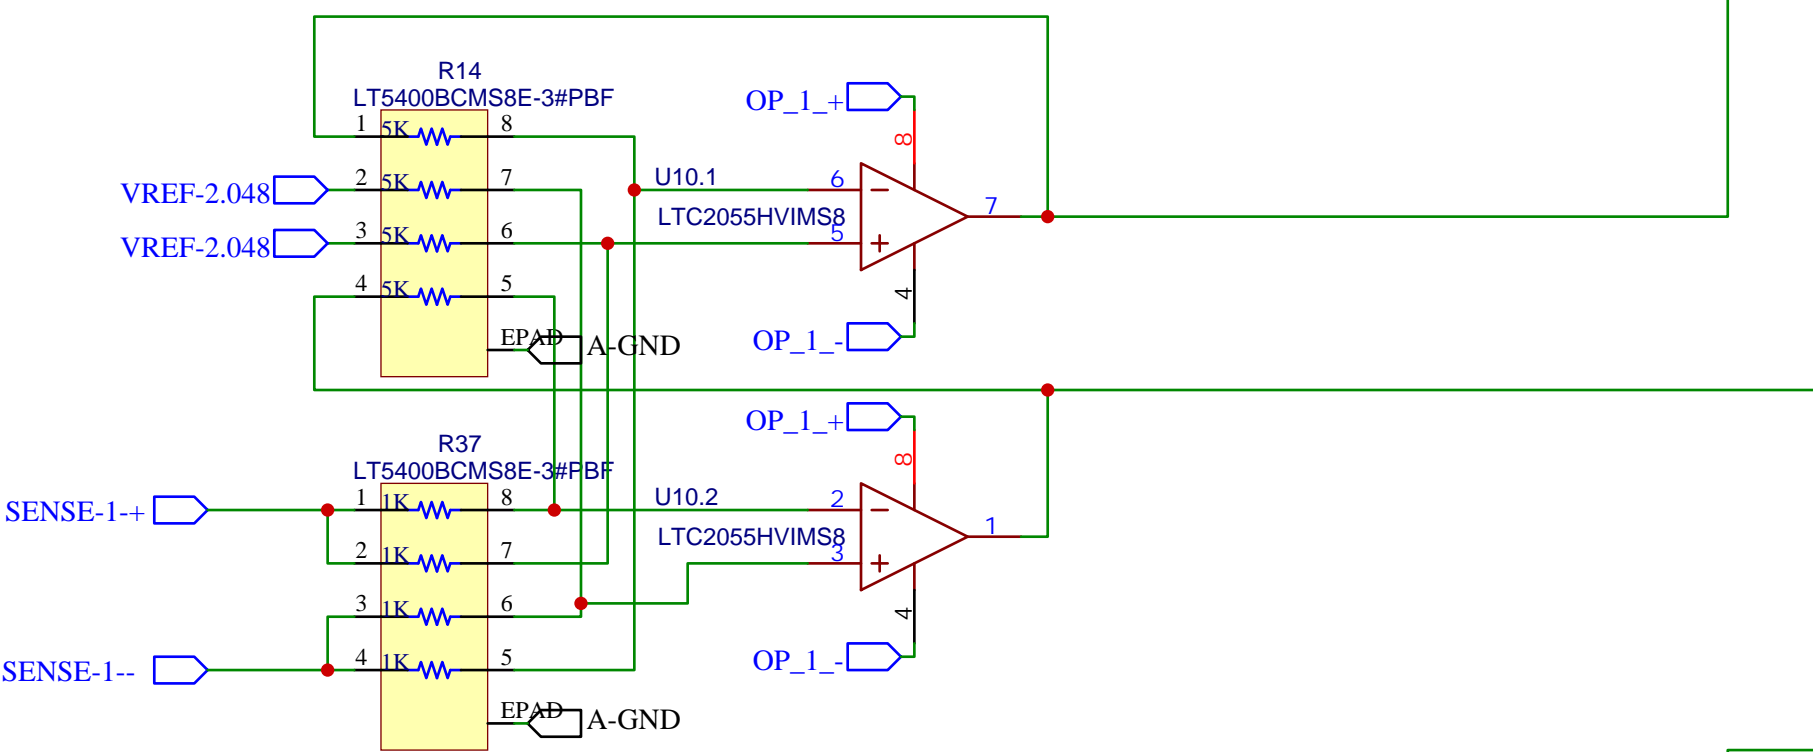 R14
LT5400BCMS8E-3#PBF
1 5K 8
VREF-2.048 2 5K 7
VREF-2.048 3 5K 6
4 5K 5
EPAD A-GND
OP_1_+
8
U10.1
LTC2055HVIMS8
6
5
7
4
OP_1_-
R37
LT5400BCMS8E-3#PBF
SENSE-1-+ 1 1K 8
2 1K 7
3 1K 6
SENSE-1-- 4 1K 5
EPAD A-GND
OP_1_+
8
U10.2
LTC2055HVIMS8
2
3
1
4
OP_1_-